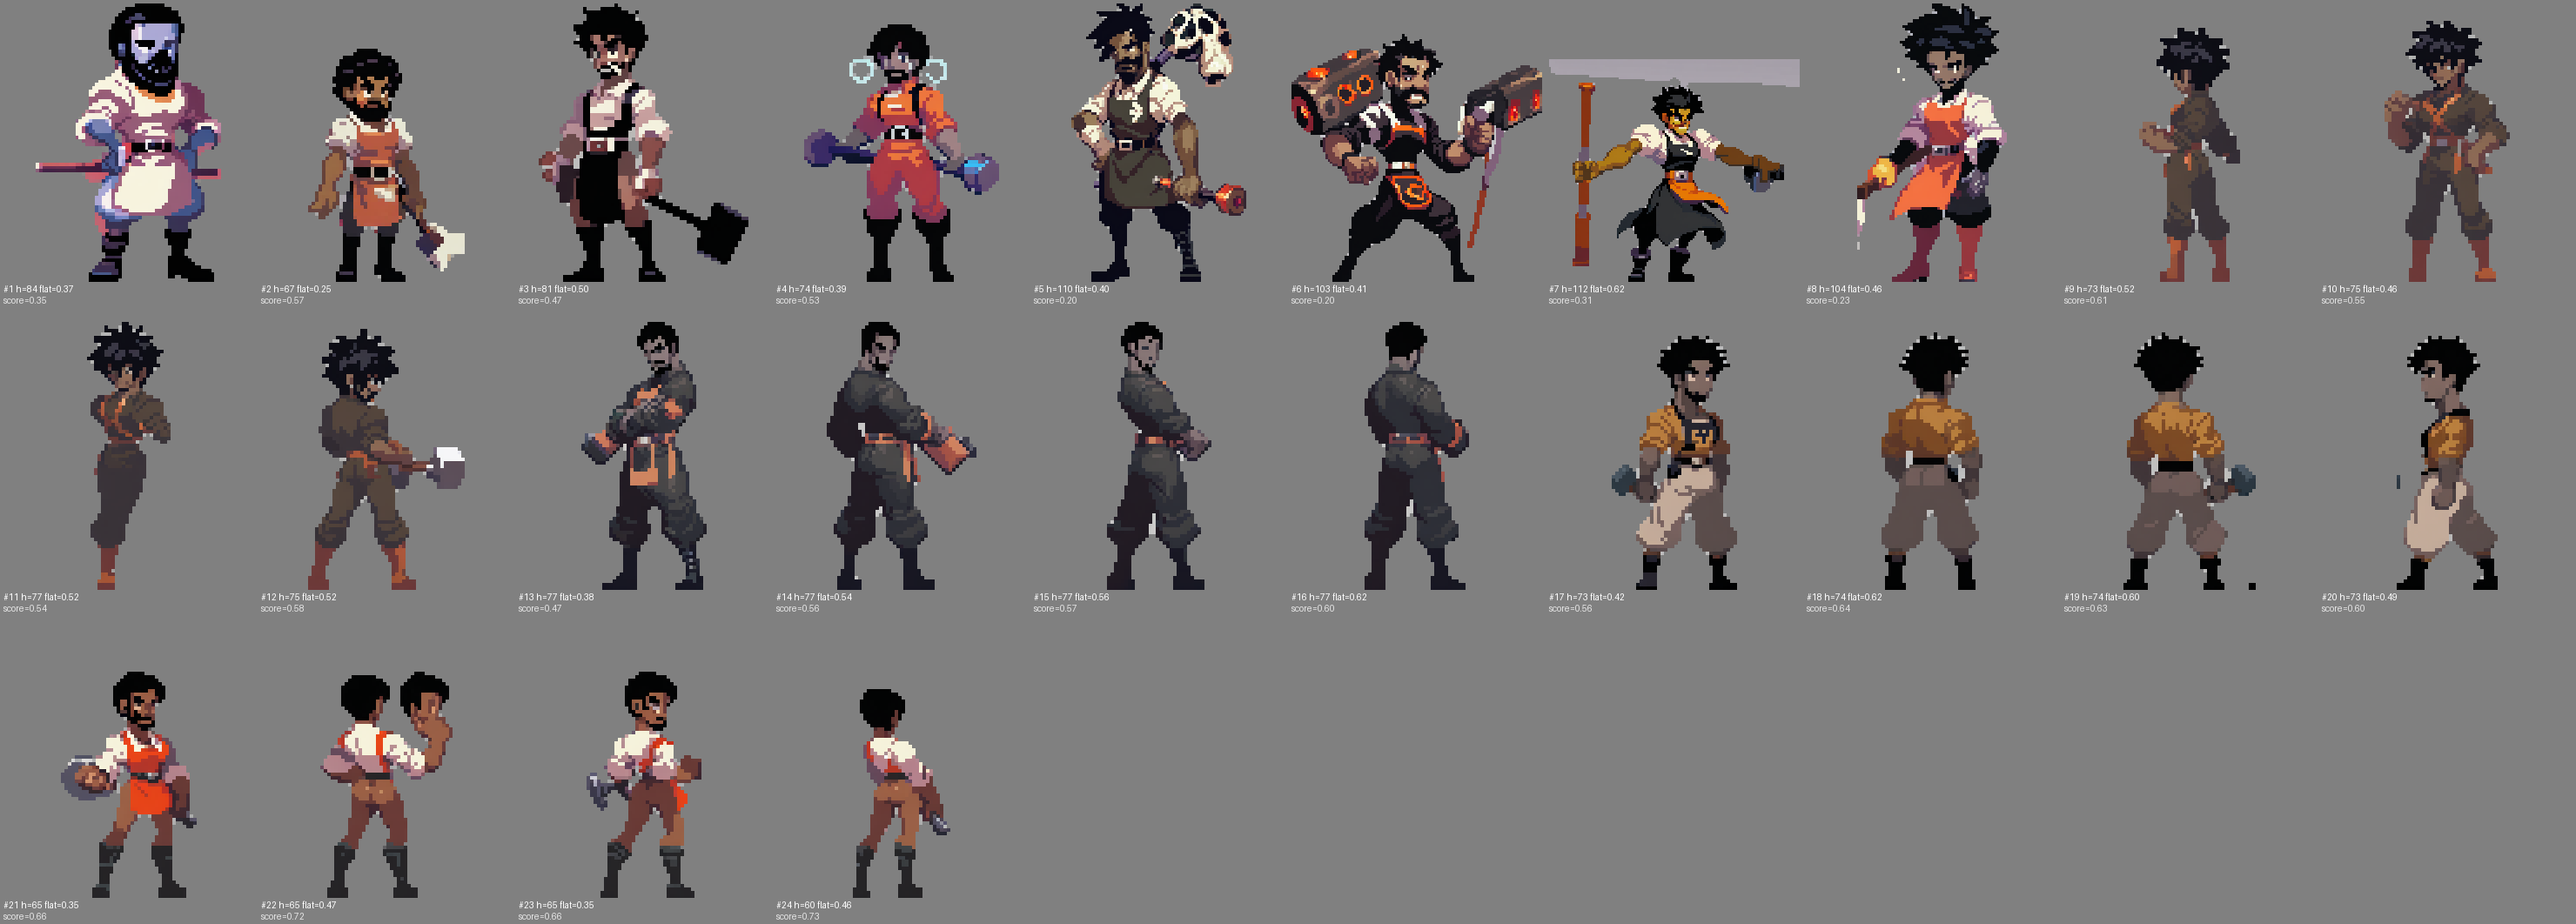 #1 h=84 flat=0.37
score=0.35
#2 h=67 flat=0.25
score=0.57
#3 h=81 flat=0.50
score=0.47
#4 h=74 flat=0.39
score=0.53
#5 h=110 flat=0.40
score=0.20
#6 h=103 flat=0.41
score=0.20
#7 h=112 flat=0.62
score=0.31
#8 h=104 flat=0.46
score=0.23
#9 h=73 flat=0.52
score=0.61
#10 h=75 flat=0.46
score=0.55
#11 h=77 flat=0.52
score=0.54
#12 h=75 flat=0.52
score=0.58
#13 h=77 flat=0.38
score=0.47
#14 h=77 flat=0.54
score=0.56
#15 h=77 flat=0.56
score=0.57
#16 h=77 flat=0.62
score=0.60
#17 h=73 flat=0.42
score=0.56
#18 h=74 flat=0.62
score=0.64
#19 h=74 flat=0.60
score=0.63
#20 h=73 flat=0.49
score=0.60
#21 h=65 flat=0.35
score=0.66
#22 h=65 flat=0.47
score=0.72
#23 h=65 flat=0.35
score=0.66
#24 h=60 flat=0.46
score=0.73